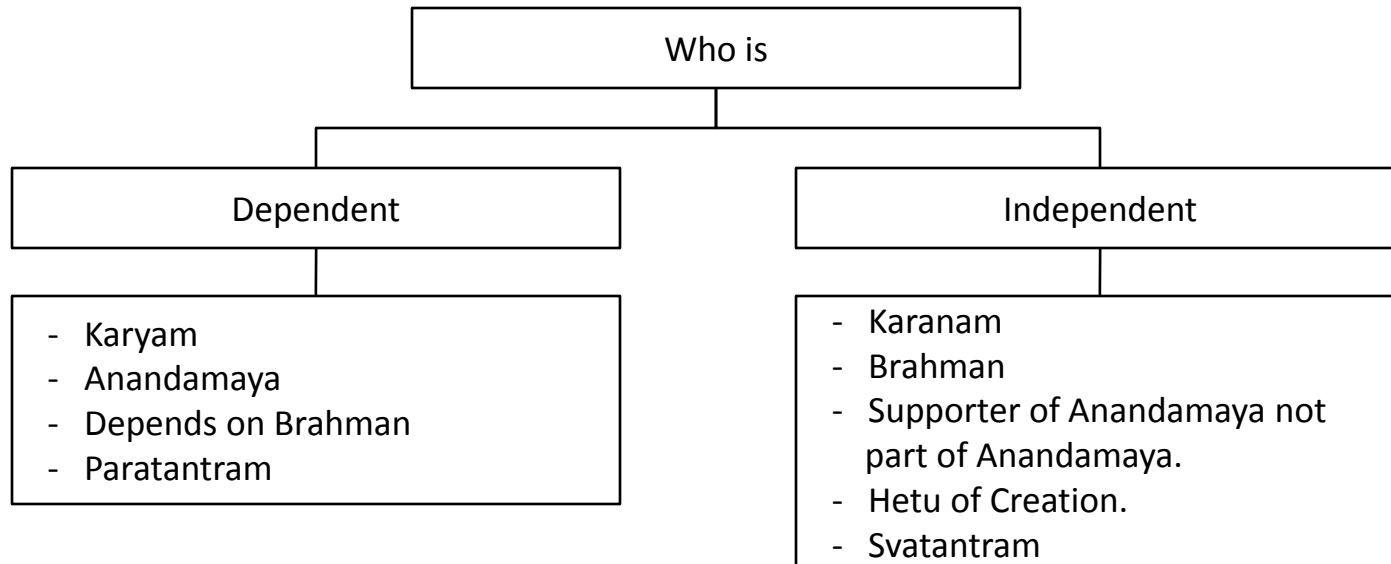 Who is
Dependent
Independent
- Karyam
- Anandamaya
- Depends on Brahman
- Paratantram
- Karanam
- Brahman
- Supporter of Anandamaya not
part of Anandamaya.
- Hetu of Creation.
- Svatantram